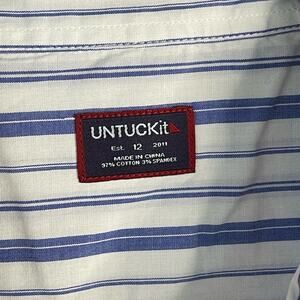 UNTUCKit
Est. 12 2011
MADE IN CHINA
97% COTTON 3% SPANDEX